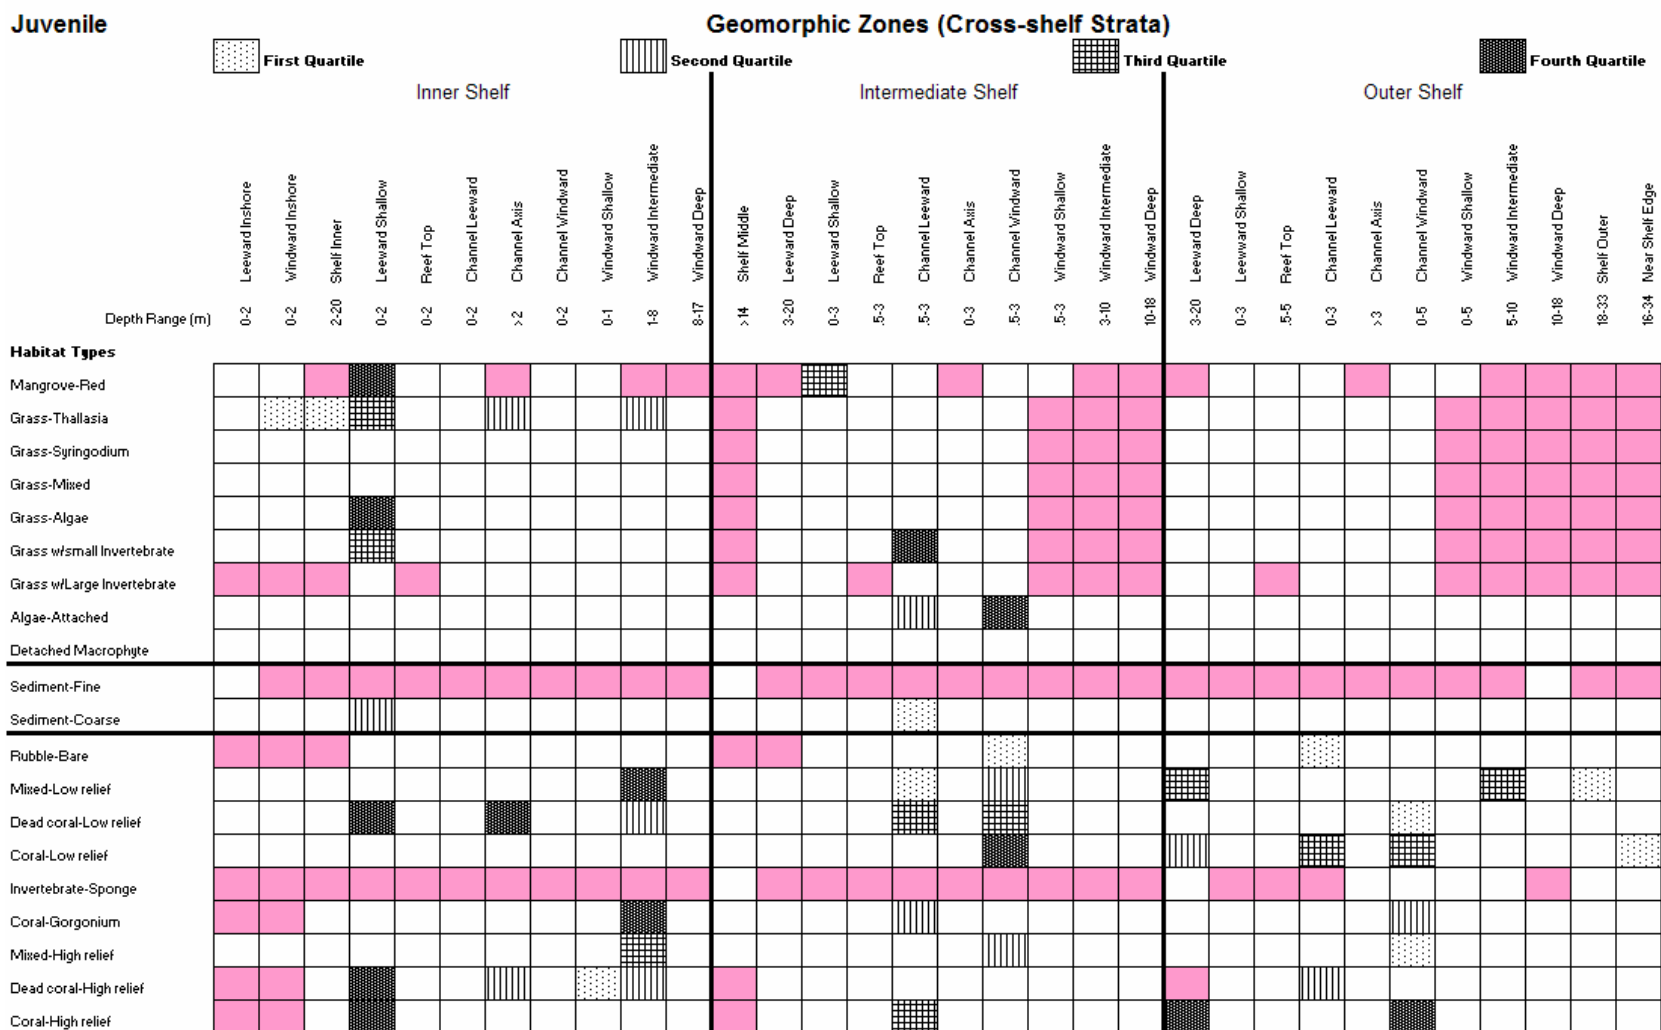 Juvenile
Geomorphic Zones (Cross-shelf Strata)
First Quartile
Second Quartile
Third Quartile
Fourth Quartile
Inner Shelf
Intermediate Shelf
Outer Shelf
Leeward Inshore
Windward Inshore
Shelf Inner
Leeward Shallow
Reef Top
Channel Leeward
Channel Axis
Channel Windward
Windward Shallow
Windward Intermediate
Windward Deep
Shelf Middle
Leeward Deep
Leeward Shallow
Reef Top
Channel Leeward
Channel Axis
Channel Windward
Windward Shallow
Windward Intermediate
Windward Deep
Leeward Deep
Leeward Shallow
Reef Top
Channel Leeward
Channel Axis
Channel Windward
Windward Shallow
Windward Intermediate
Windward Deep
Shelf Outer
Near Shelf Edge
Depth Range (m)
0-2
0-2
2-20
0-2
0-2
0-2
>2
0-2
0-1
1-8
8-17
>14
3-20
0-3
.5-3
.5-3
0-3
.5-3
.5-3
3-10
10-18
3-20
0-3
.5-5
0-3
>3
0-5
0-5
5-10
10-18
18-33
16-34
Habitat Types
Mangrove-Red
Grass-Thallasia
Grass-Syringodium
Grass-Mixed
Grass-Algae
Grass w/small Invertebrate
Grass w/Large Invertebrate
Algae-Attached
Detached Macrophyte
Sediment-Fine
Sediment-Coarse
Rubble-Bare
Mixed-Low relief
Dead coral-Low relief
Coral-Low relief
Invertebrate-Sponge
Coral-Gorgonium
Mixed-High relief
Dead coral-High relief
Coral-High relief